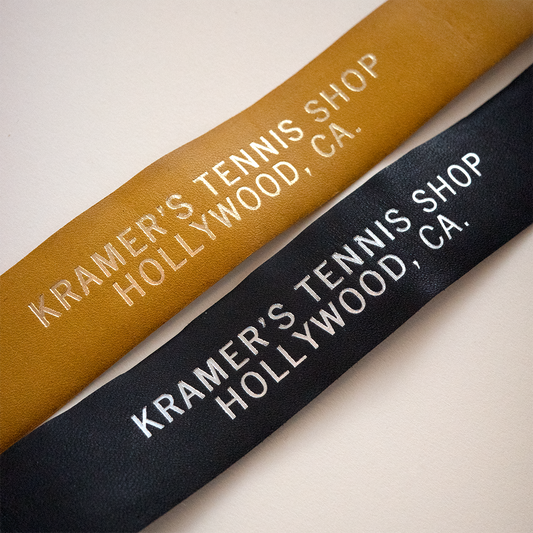 KRAMER'S TENNIS SHOP
HOLLYWOOD, CA.
KRAMER'S TENNIS SHOP
HOLLYWOOD, CA.